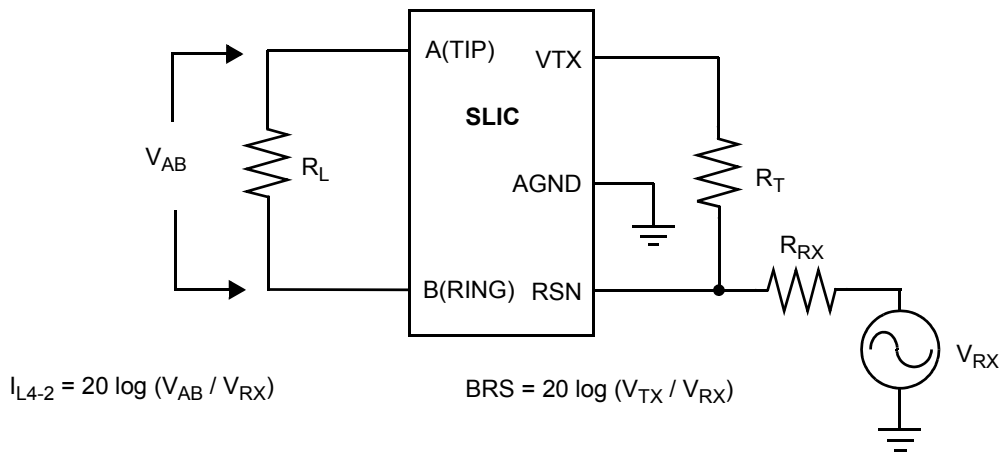 A(TIP)
VTX
SLIC
V_AB
R_L
AGND
R_T
R_RX
B(RING)
RSN
V_RX
I_L4-2 = 20 log (V_AB / V_RX)
BRS = 20 log (V_TX / V_RX)